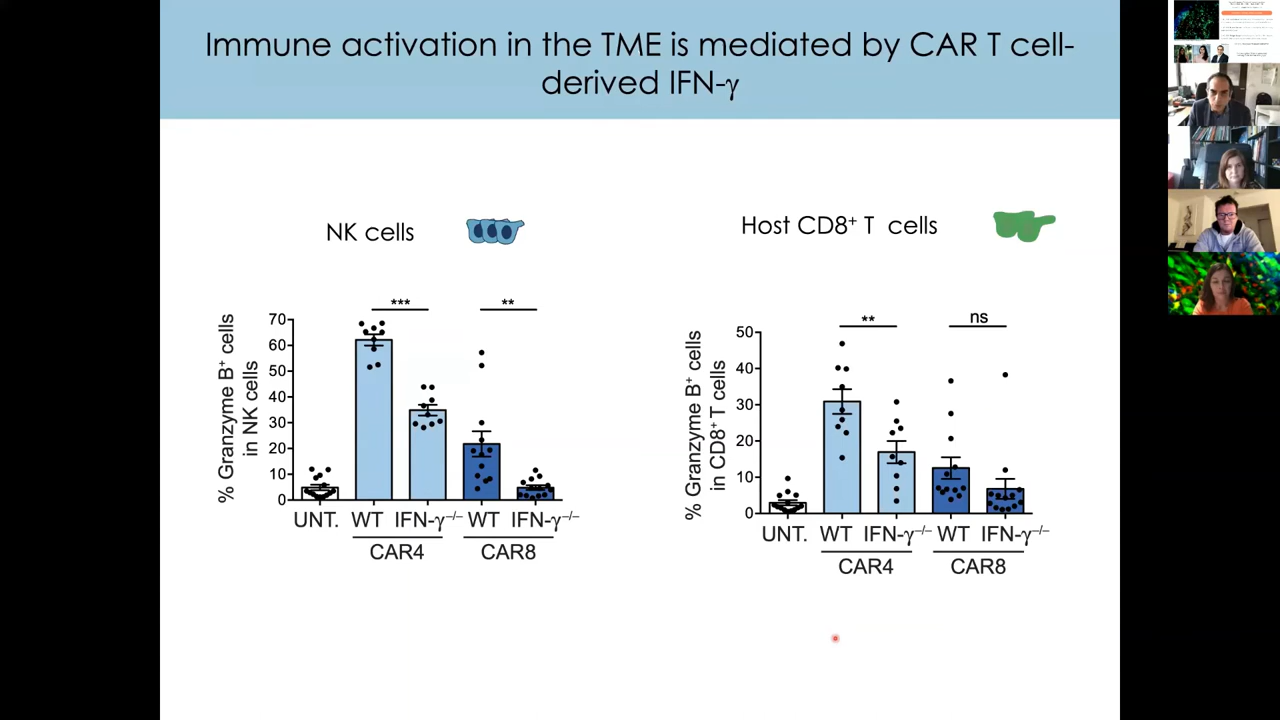 Immune activation in the TME is mediated by CAR T cell-
derived IFN-γ
NK cells
Host CD8⁺ T cells
% Granzyme B⁺ cells
in NK cells
70
60
50
40
30
20
10
0
*** **
UNT. WT IFN-γ⁻/⁻ WT IFN-γ⁻/⁻
CAR4 CAR8
% Granzyme B⁺ cells
in CD8⁺ T cells
50
40
30
20
10
0
** ns
UNT. WT IFN-γ⁻/⁻ WT IFN-γ⁻/⁻
CAR4 CAR8